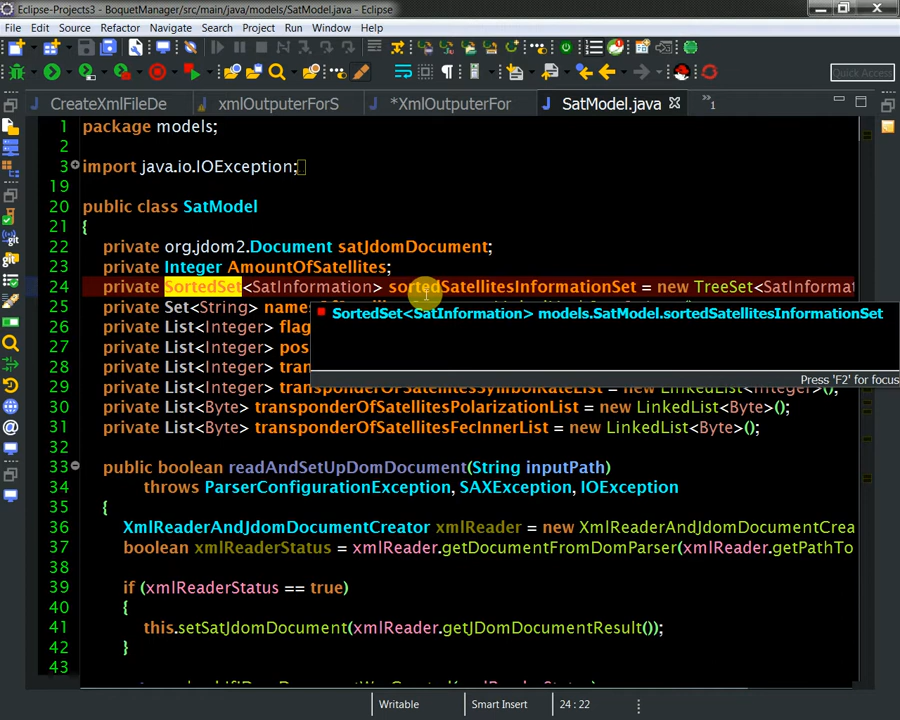 Eclipse-Projects3 - BoquetManager/src/main/java/models/SatModel.java - Eclipse
File Edit Source Refactor Navigate Search Project Run Window Help
Quick Access
CreateXmlFileDe xmlOutputerForS *XmlOutputerFor SatModel.java »1
1 package models;
2
3 import java.io.IOException;
19
20 public class SatModel
21 {
22 private org.jdom2.Document satJdomDocument;
23 private Integer AmountOfSatellites;
24 private SortedSet<SatInformation> sortedSatellitesInformationSet = new TreeSet<SatInformat
25 private Set<String> name
SortedSet<SatInformation> models.SatModel.sortedSatellitesInformationSet
26 private List<Integer> flag
27 private List<Integer> pos
28 private List<Integer> tran
Press 'F2' for focus
29 private List<Integer> tran
30 private List<Byte> transponderOfSatellitesPolarizationList = new LinkedList<Byte>();
31 private List<Byte> transponderOfSatellitesFecInnerList = new LinkedList<Byte>();
32
33 public boolean readAndSetUpDomDocument(String inputPath)
34 throws ParserConfigurationException, SAXException, IOException
35 {
36 XmlReaderAndJdomDocumentCreator xmlReader = new XmlReaderAndJdomDocumentCrea
37 boolean xmlReaderStatus = xmlReader.getDocumentFromDomParser(xmlReader.getPathTo
38
39 if (xmlReaderStatus == true)
40 {
41 this.setSatJdomDocument(xmlReader.getJDomDocumentResult());
42 }
43
Writable Smart Insert 24 : 22